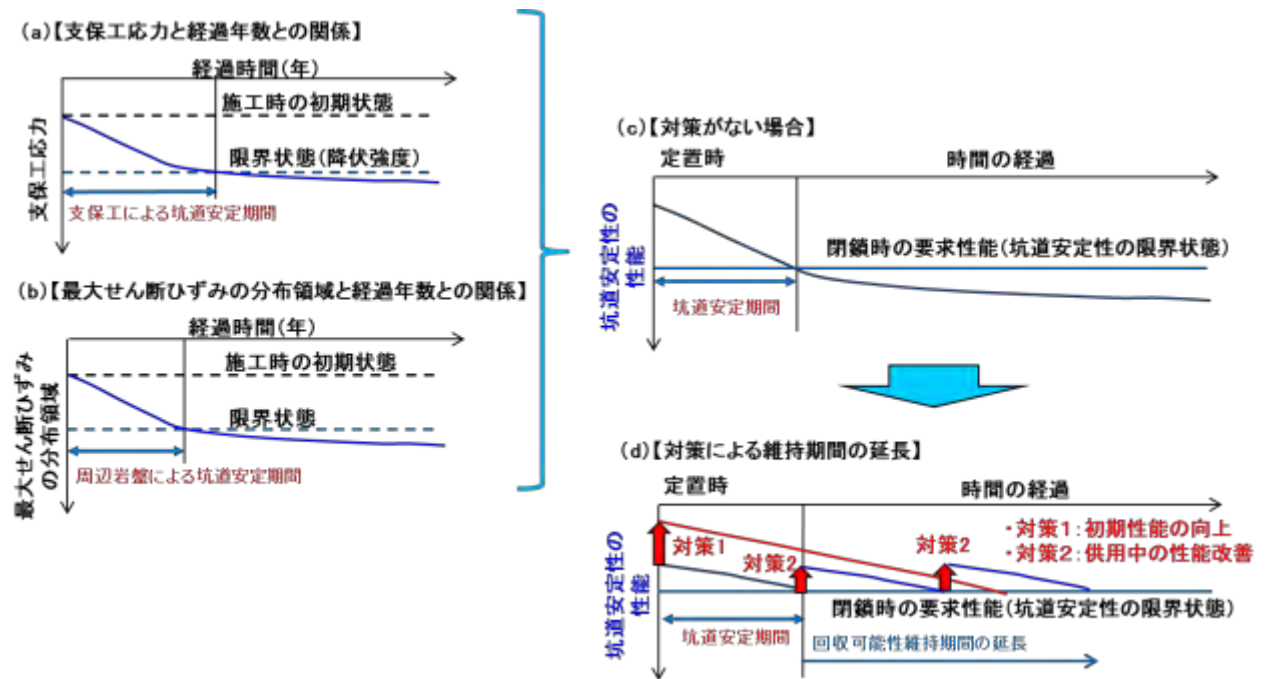 (a)【支保工応力と経過年数との関係】
経過時間(年)
施工時の初期状態
限界状態(降伏強度)
支保工による坑道安定期間
支保工応力
(b)【最大せん断ひずみの分布領域と経過年数との関係】
経過時間(年)
施工時の初期状態
限界状態
周辺岩盤による坑道安定期間
最大せん断ひずみ
の分布領域
(c)【対策がない場合】
定置時
時間の経過
閉鎖時の要求性能(坑道安定性の限界状態)
坑道安定期間
坑道安定性の
性能
(d)【対策による維持期間の延長】
定置時
時間の経過
・対策1:初期性能の向上
・対策2:供用中の性能改善
対策1
対策2
対策2
閉鎖時の要求性能(坑道安定性の限界状態)
坑道安定期間
回収可能性維持期間の延長
坑道安定性の
性能